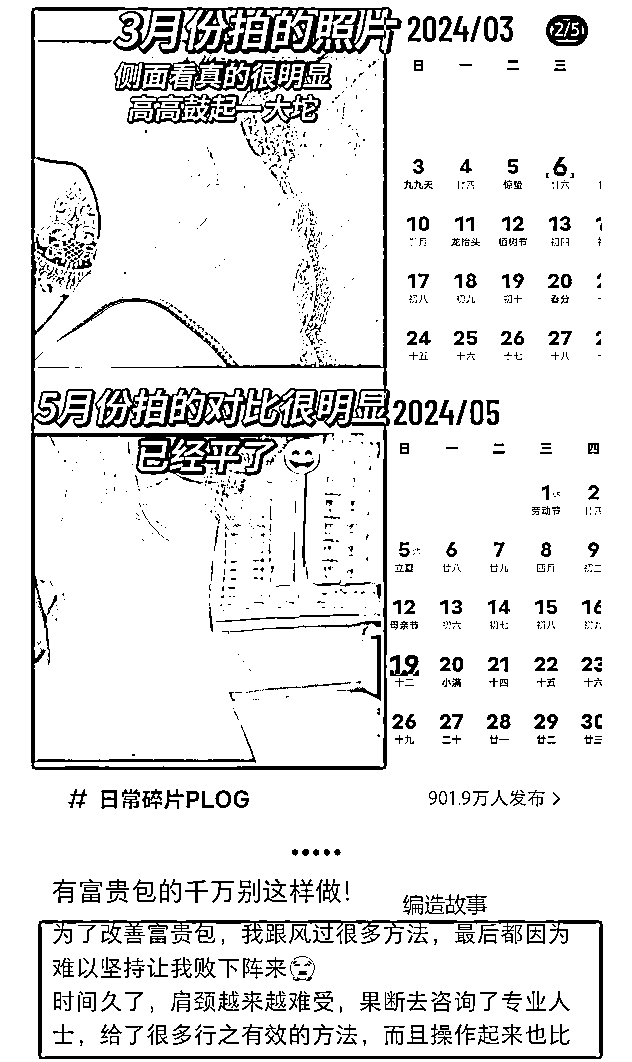 3月份拍的照片
侧面看真的很明显
高高鼓起一大坨
2024/03
2/5
日 一 二 三
3 4 5 6
九九天 廿四 惊蛰 廿六
10 11 12 13
龙抬头 植树节 初四
17 18 19 20
初八 初九 初十 春分
24 25 26 27
十五 十六 十七 十八
5月份拍的对比很明显
已经平了
2024/05
日 一 二 三 四
1 2
劳动节 廿四
5 6 7 8 9
立夏 廿八 廿九 四月 初二
12 13 14 15 16
母亲节 初六 初七 初八 初九
19 20 21 22 23
十二 小满 十四 十五 十六
26 27 28 29 30
十九 二十 廿一 廿二 廿三
# 日常碎片PLOG
901.9万人发布 >
有富贵包的千万别这样做!
编造故事
为了改善富贵包，我跟风过很多方法，最后都因为
难以坚持让我败下阵来
时间久了，肩颈越来越难受，果断去咨询了专业人
士，给了很多行之有效的方法，而且操作起来也比